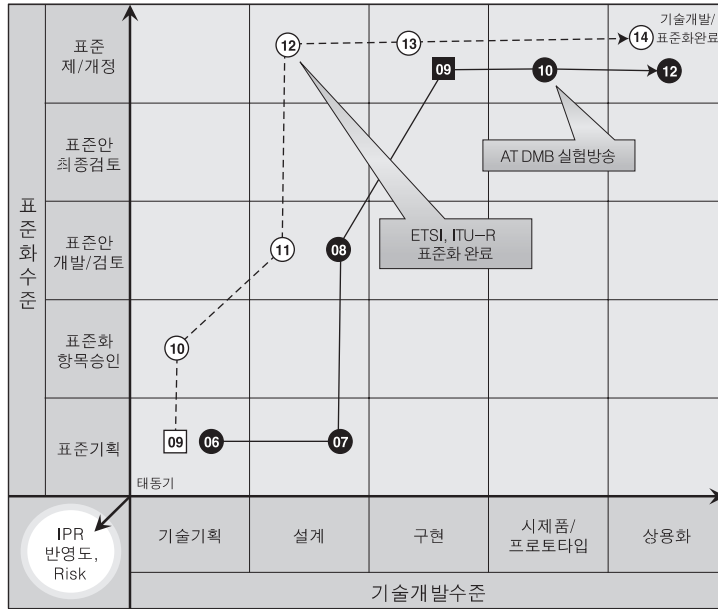 기술개발/
표준화완료
표준
제/개정
12
13
14
09
10
12
표준안
최종검토
AT DMB 실험방송
표준화수준
표준안
개발/검토
11
08
ETSI, ITU-R
표준화 완료
표준화
항목승인
10
표준기획
09
06
07
태동기
IPR
반영도,
Risk
기술기획
설계
구현
시제품/
프로토타입
상용화
기술개발수준